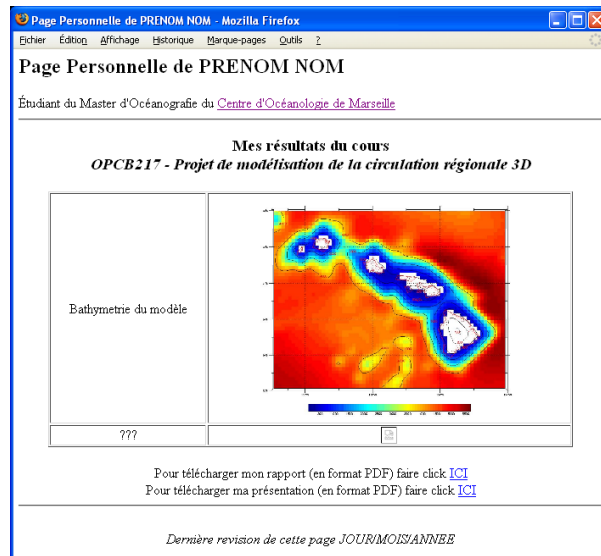 Page Personnelle de PRENOM NOM - Mozilla Firefox
Fichier Édition Affichage Historique Marque-pages Outils ?
Page Personnelle de PRENOM NOM
Étudiant du Master d'Océanografie du Centre d'Océanologie de Marseille
Mes résultats du cours
OPCB217 - Projet de modélisation de la circulation régionale 3D
Bathymetrie du modèle
???
Pour télécharger mon rapport (en format PDF) faire click ICI
Pour télécharger ma présentation (en format PDF) faire click ICI
Dernière revision de cette page JOUR/MOIS/ANNEE